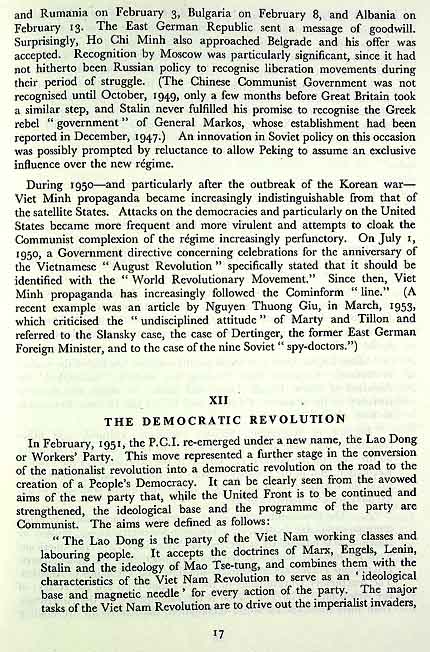 and Rumania on February 3, Bulgaria on February 8, and Albania on
February 13. The East German Republic sent a message of goodwill.
Surprisingly, Ho Chi Minh also approached Belgrade and his offer was
accepted. Recognition by Moscow was particularly significant, since it had
not hitherto been Russian policy to recognise liberation movements during
their period of struggle. (The Chinese Communist Government was not
recognised until October, 1949, only a few months before Great Britain took
a similar step, and Stalin never fulfilled his promise to recognise the Greek
rebel " government " of General Markos, whose establishment had been
reported in December, 1947.) An innovation in Soviet policy on this occasion
was possibly prompted by reluctance to allow Peking to assume an exclusive
influence over the new régime.
During 1950—and particularly after the outbreak of the Korean war—
Viet Minh propaganda became increasingly indistinguishable from that of
the satellite States. Attacks on the democracies and particularly on the United
States became more frequent and more virulent and attempts to cloak the
Communist complexion of the régime increasingly perfunctory. On July 1,
1950, a Government directive concerning celebrations for the anniversary of
the Vietnamese " August Revolution " specifically stated that it should be
identified with the " World Revolutionary Movement." Since then, Viet
Minh propaganda has increasingly followed the Cominform " line." (A
recent example was an article by Nguyen Thuong Giu, in March, 1953,
which criticised the " undisciplined attitude " of Marty and Tillon and
referred to the Slansky case, the case of Dertinger, the former East German
Foreign Minister, and to the case of the nine Soviet " spy-doctors.")
XII
THE DEMOCRATIC REVOLUTION
In February, 1951, the P.C.I. re-emerged under a new name, the Lao Dong
or Workers' Party. This move represented a further stage in the conversion
of the nationalist revolution into a democratic revolution on the road to the
creation of a People's Democracy. It can be clearly seen from the avowed
aims of the new party that, while the United Front is to be continued and
strengthened, the ideological base and the programme of the party are
Communist. The aims were defined as follows:
" The Lao Dong is the party of the Viet Nam working classes and
labouring people. It accepts the doctrines of Marx, Engels, Lenin,
Stalin and the ideology of Mao Tse-tung, and combines them with the
characteristics of the Viet Nam Revolution to serve as an ' ideological
base and magnetic needle ' for every action of the party. The major
tasks of the Viet Nam Revolution are to drive out the imperialist invaders,
17